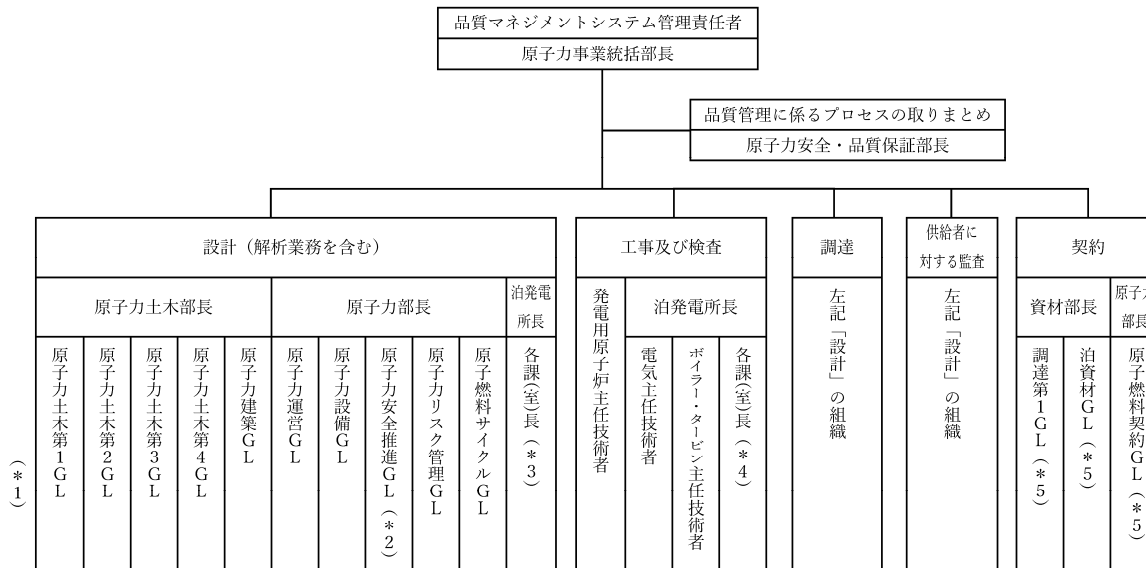 品質マネジメントシステム管理責任者
原子力事業統括部長
品質管理に係るプロセスの取りまとめ
原子力安全・品質保証部長
設計（解析業務を含む）
工事及び検査
調達
供給者に
対する監査
契約
原子力土木部長
原子力部長
泊発電
所長
発電用原子炉主任技術者
泊発電所長
左記「設計」の組織
左記「設計」の組織
資材部長
原子力
部長
（＊1）
原子力土木第1GL
原子力土木第2GL
原子力土木第3GL
原子力土木第4GL
原子力建築GL
原子力運営GL
原子力設備GL
原子力安全推進GL（＊2）
原子力リスク管理GL
原子燃料サイクルGL
各課(室)長（＊3）
電気主任技術者
ボイラー・タービン主任技術者
各課(室)長（＊4）
調達第1GL（＊5）
泊資材GL（＊5）
原子燃料契約GL（＊5）